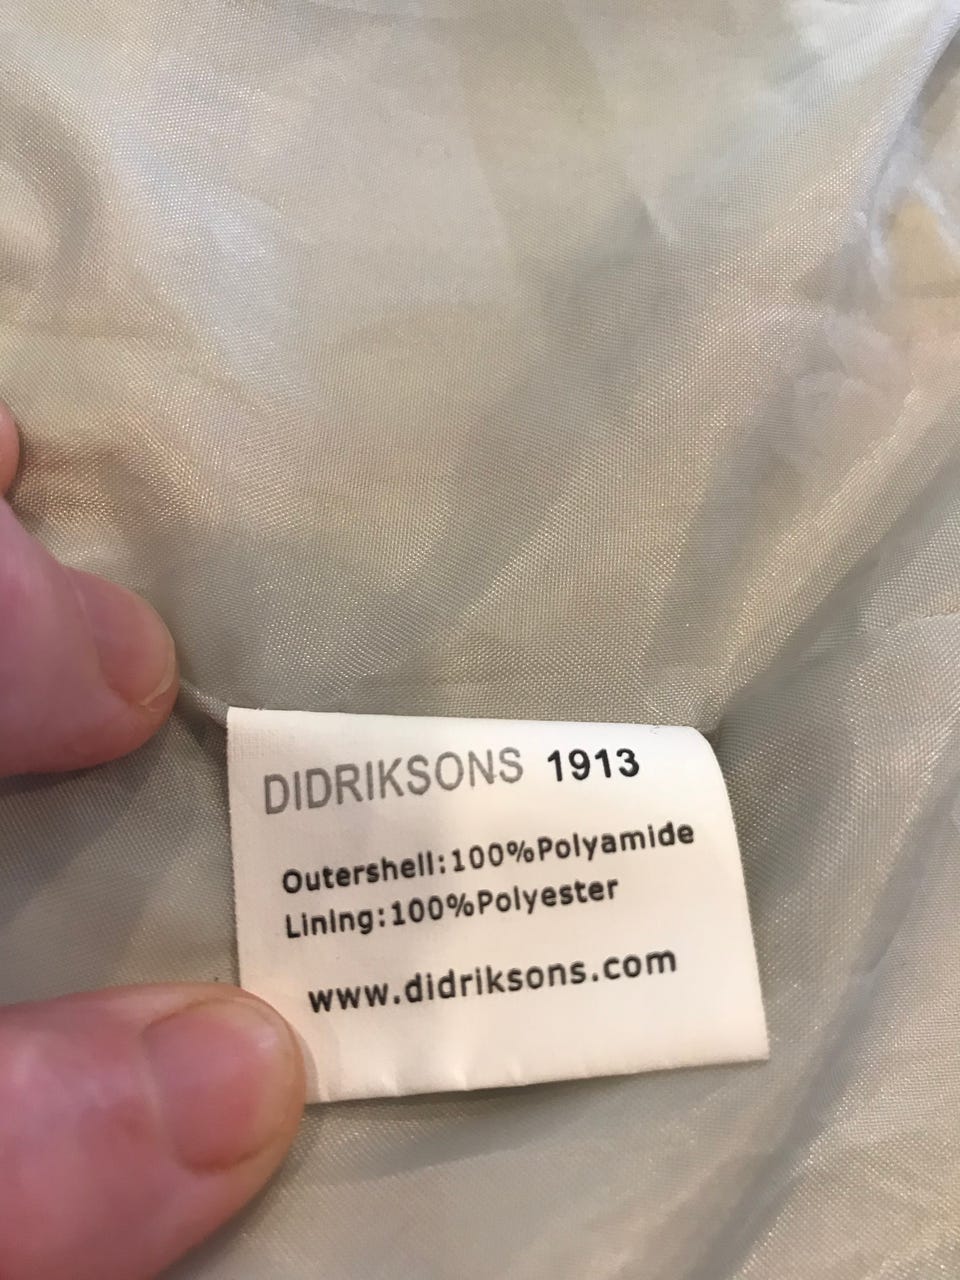 DIDRIKSONS 1913
Outershell:100%Polyamide
Lining:100%Polyester
www.didriksons.com